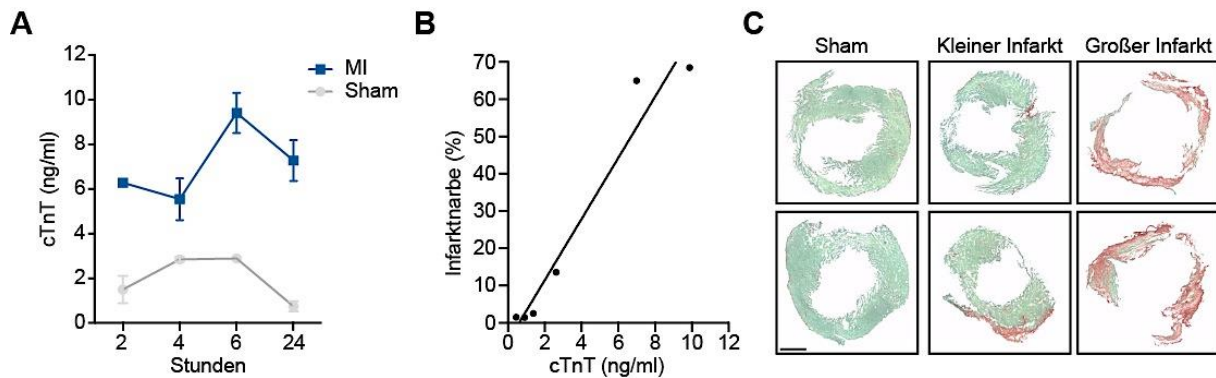 A
12
10
8
6
4
2
0
cTnT (ng/ml)
2 4 6 24
Stunden
MI
Sham
B
70
60
50
40
30
20
10
0
Infarktnarbe (%)
0 2 4 6 8 10 12
cTnT (ng/ml)
C
Sham Kleiner Infarkt Großer Infarkt